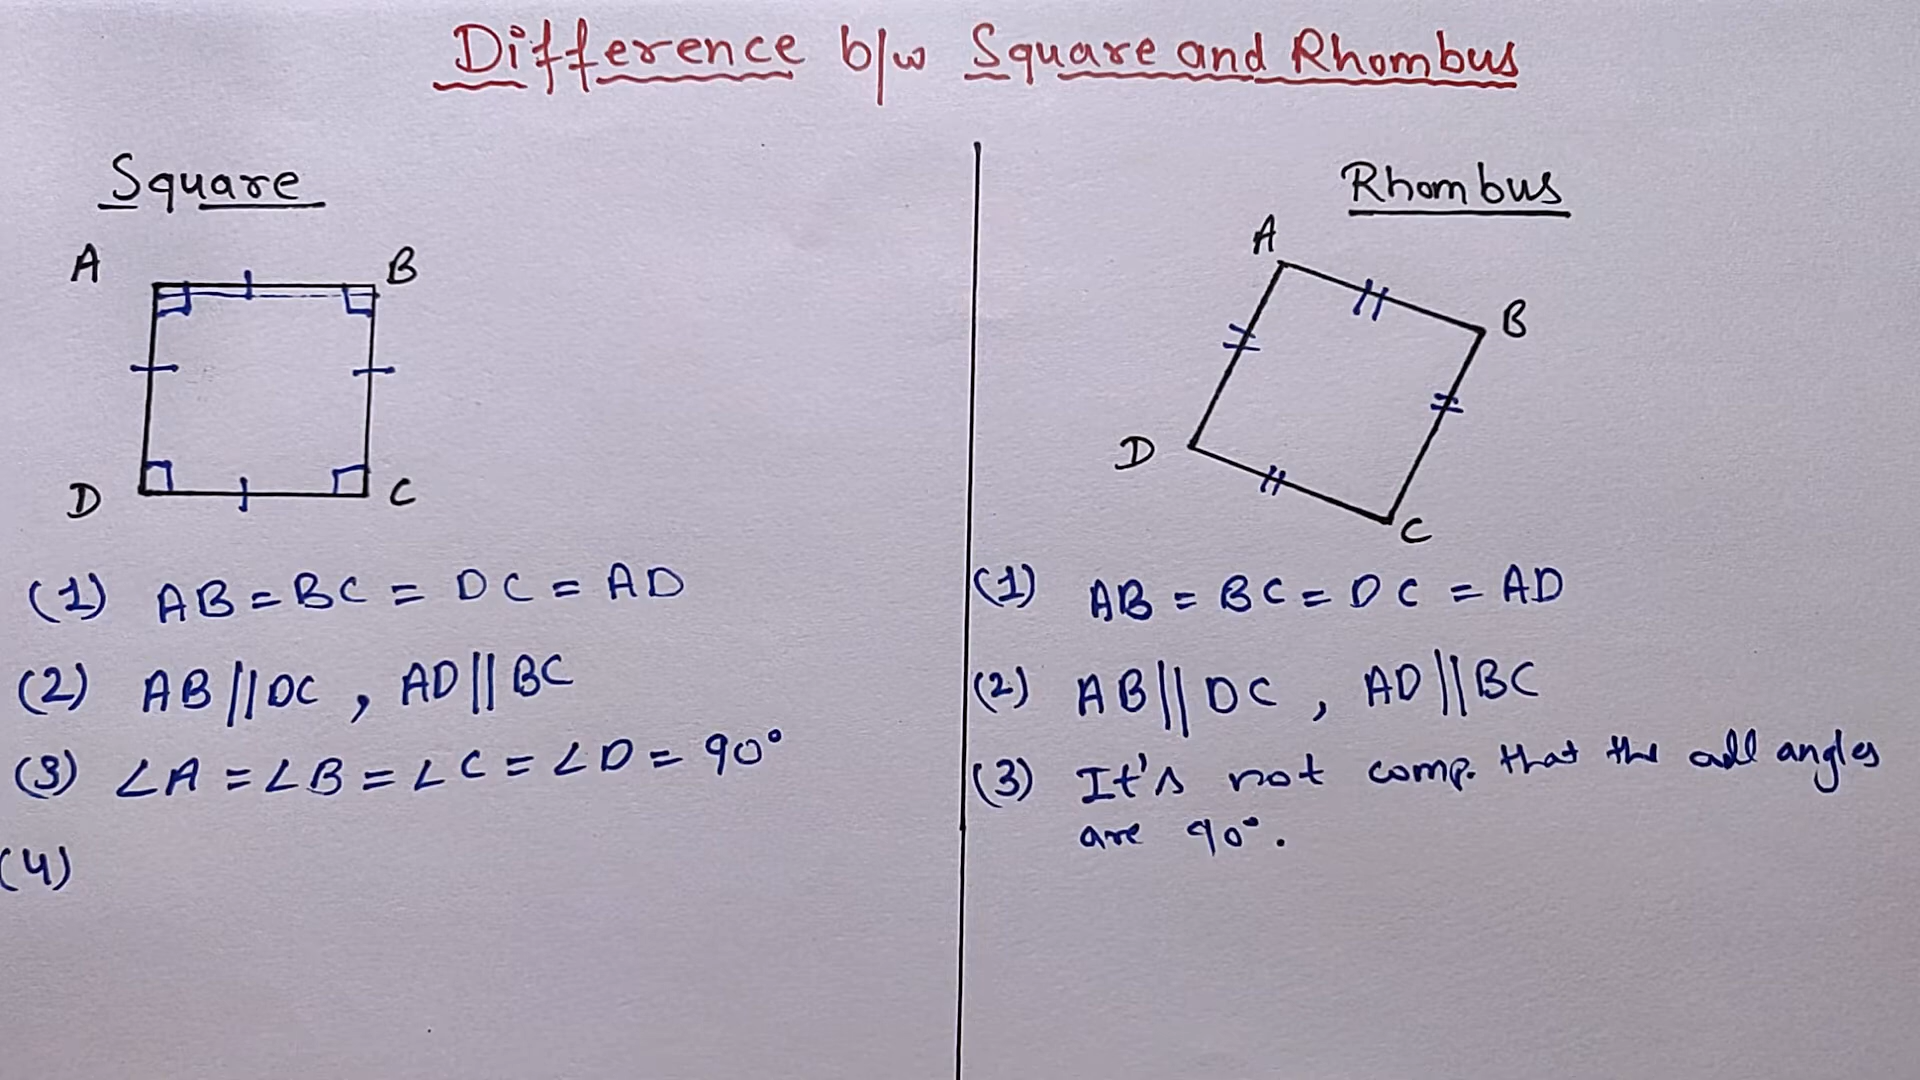 Difference b/w Square and Rhombus
Square
A
B
D
C
(1) AB = BC = DC = AD
(2) AB || DC , AD || BC
(3) ∠A = ∠B = ∠C = ∠D = 90°
(4)
Rhombus
A
B
D
C
(1) AB = BC = DC = AD
(2) AB || DC , AD || BC
(3) It's not comp. that the all angles
are 90°.